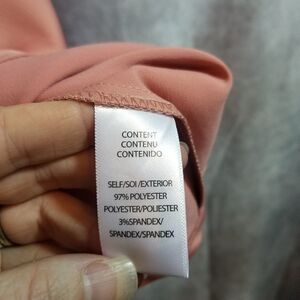 CONTENT
CONTENU
CONTENIDO
SELF/SOI/EXTERIOR
97% POLYESTER
POLYESTER/POLIESTER
3%SPANDEX/
SPANDEX/SPANDEX